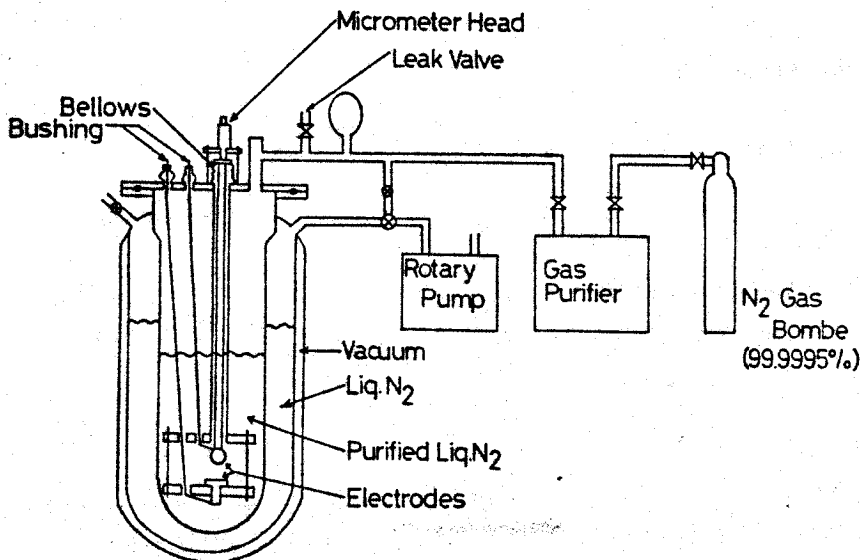 Micrometer Head
Leak Valve
Bellows
Bushing
Rotary
Pump
Gas
Purifier
N2 Gas
Bombe
(99.9995%)
Vacuum
Liq.N2
Purified Liq.N2
Electrodes